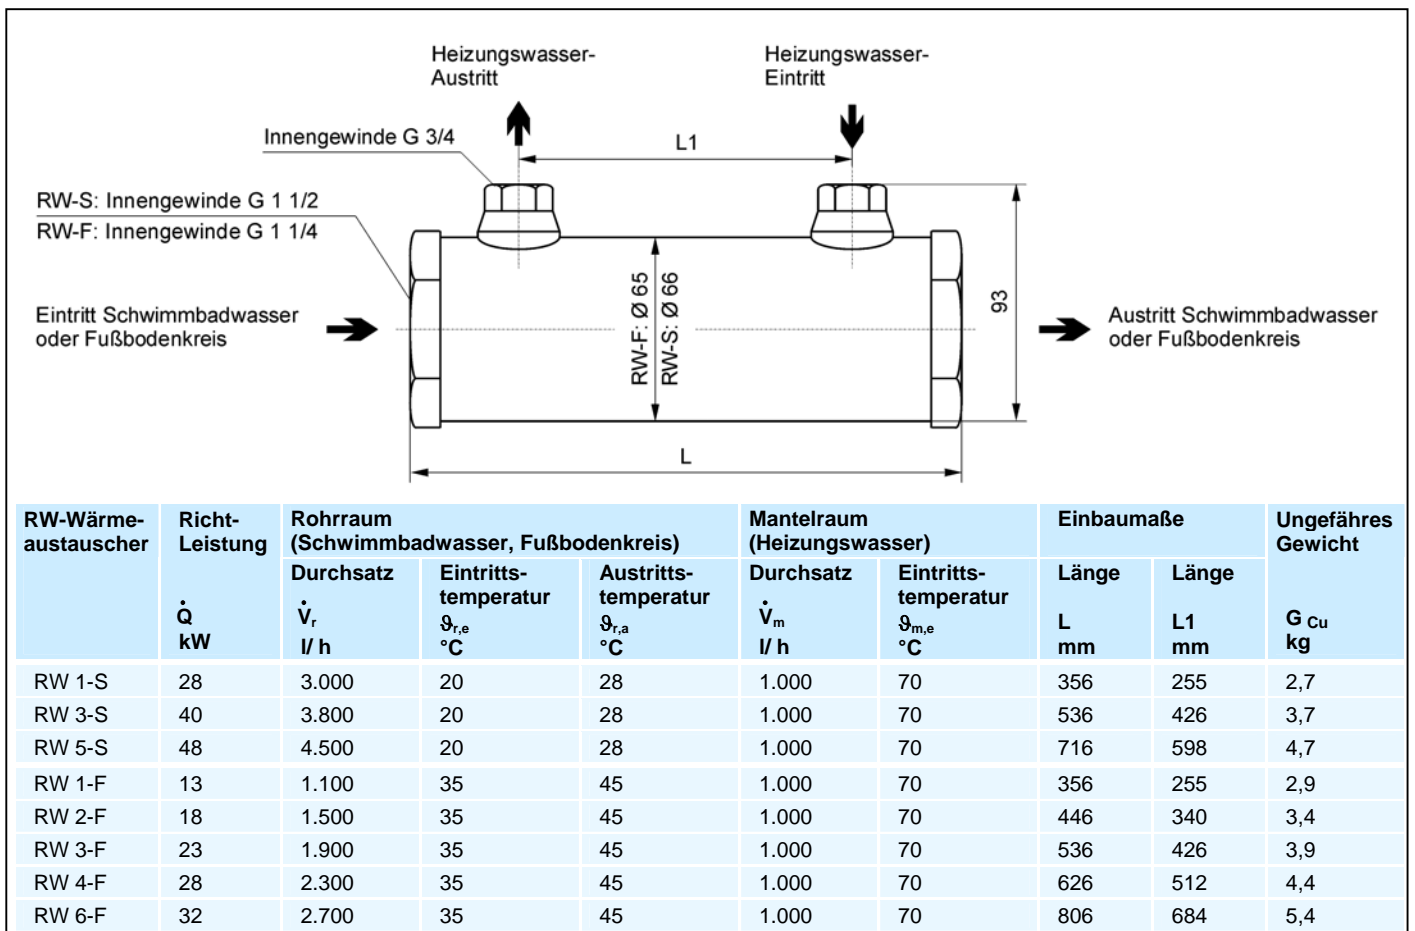 Heizungswasser-
Austritt
Heizungswasser-
Eintritt
Innengewinde G 3/4
L1
RW-S: Innengewinde G 1 1/2
RW-F: Innengewinde G 1 1/4
Eintritt Schwimmbadwasser
oder Fußbodenkreis
RW-F: Ø 65
RW-S: Ø 66
93
Austritt Schwimmbadwasser
oder Fußbodenkreis
L
RW-Wärme-
austauscher
Richt-
Leistung
Rohrraum
(Schwimmbadwasser, Fußbodenkreis)
Mantelraum
(Heizungswasser)
Einbaumaße
Ungefähres
Gewicht
Q̇
kW
Durchsatz
V̇r
l/ h
Eintritts-
temperatur
ϑr,e
°C
Austritts-
temperatur
ϑr,a
°C
Durchsatz
V̇m
l/ h
Eintritts-
temperatur
ϑm,e
°C
Länge
L
mm
Länge
L1
mm
G Cu
kg
RW 1-S 28 3.000 20 28 1.000 70 356 255 2,7
RW 3-S 40 3.800 20 28 1.000 70 536 426 3,7
RW 5-S 48 4.500 20 28 1.000 70 716 598 4,7
RW 1-F 13 1.100 35 45 1.000 70 356 255 2,9
RW 2-F 18 1.500 35 45 1.000 70 446 340 3,4
RW 3-F 23 1.900 35 45 1.000 70 536 426 3,9
RW 4-F 28 2.300 35 45 1.000 70 626 512 4,4
RW 6-F 32 2.700 35 45 1.000 70 806 684 5,4